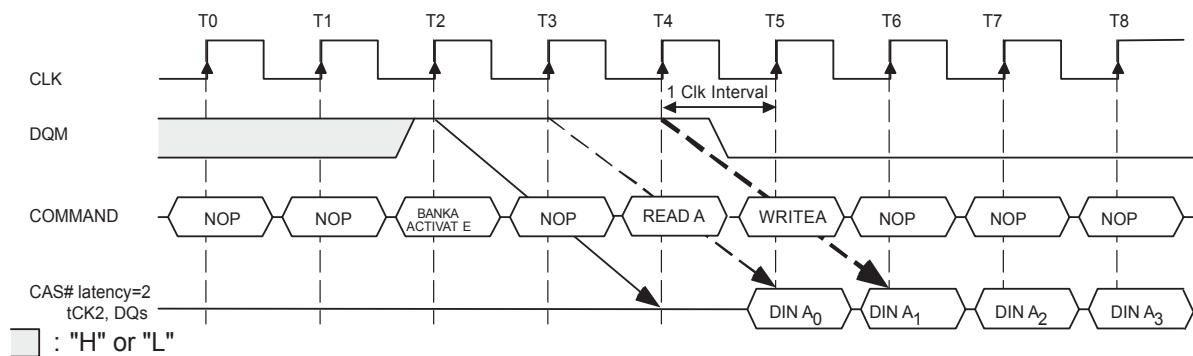 T0 T1 T2 T3 T4 T5 T6 T7 T8
CLK
1 Clk Interval
DQM
COMMAND NOP NOP BANKA ACTIVAT E NOP READ A WRITEA NOP NOP NOP
CAS# latency=2
tCK2, DQs
DIN A0 DIN A1 DIN A2 DIN A3
: "H" or "L"